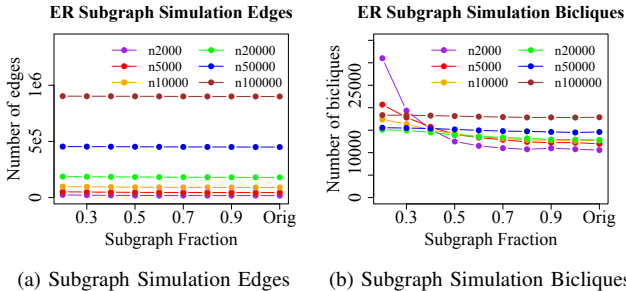 ER Subgraph Simulation Edges
Number of edges
0
5e5
1e6
n2000
n5000
n10000
n20000
n50000
n100000
0.3
0.5
0.7
0.9
Orig
Subgraph Fraction
(a) Subgraph Simulation Edges
ER Subgraph Simulation Bicliques
Number of bicliques
0
10000
25000
n2000
n5000
n10000
n20000
n50000
n100000
0.3
0.5
0.7
0.9
Orig
Subgraph Fraction
(b) Subgraph Simulation Bicliques